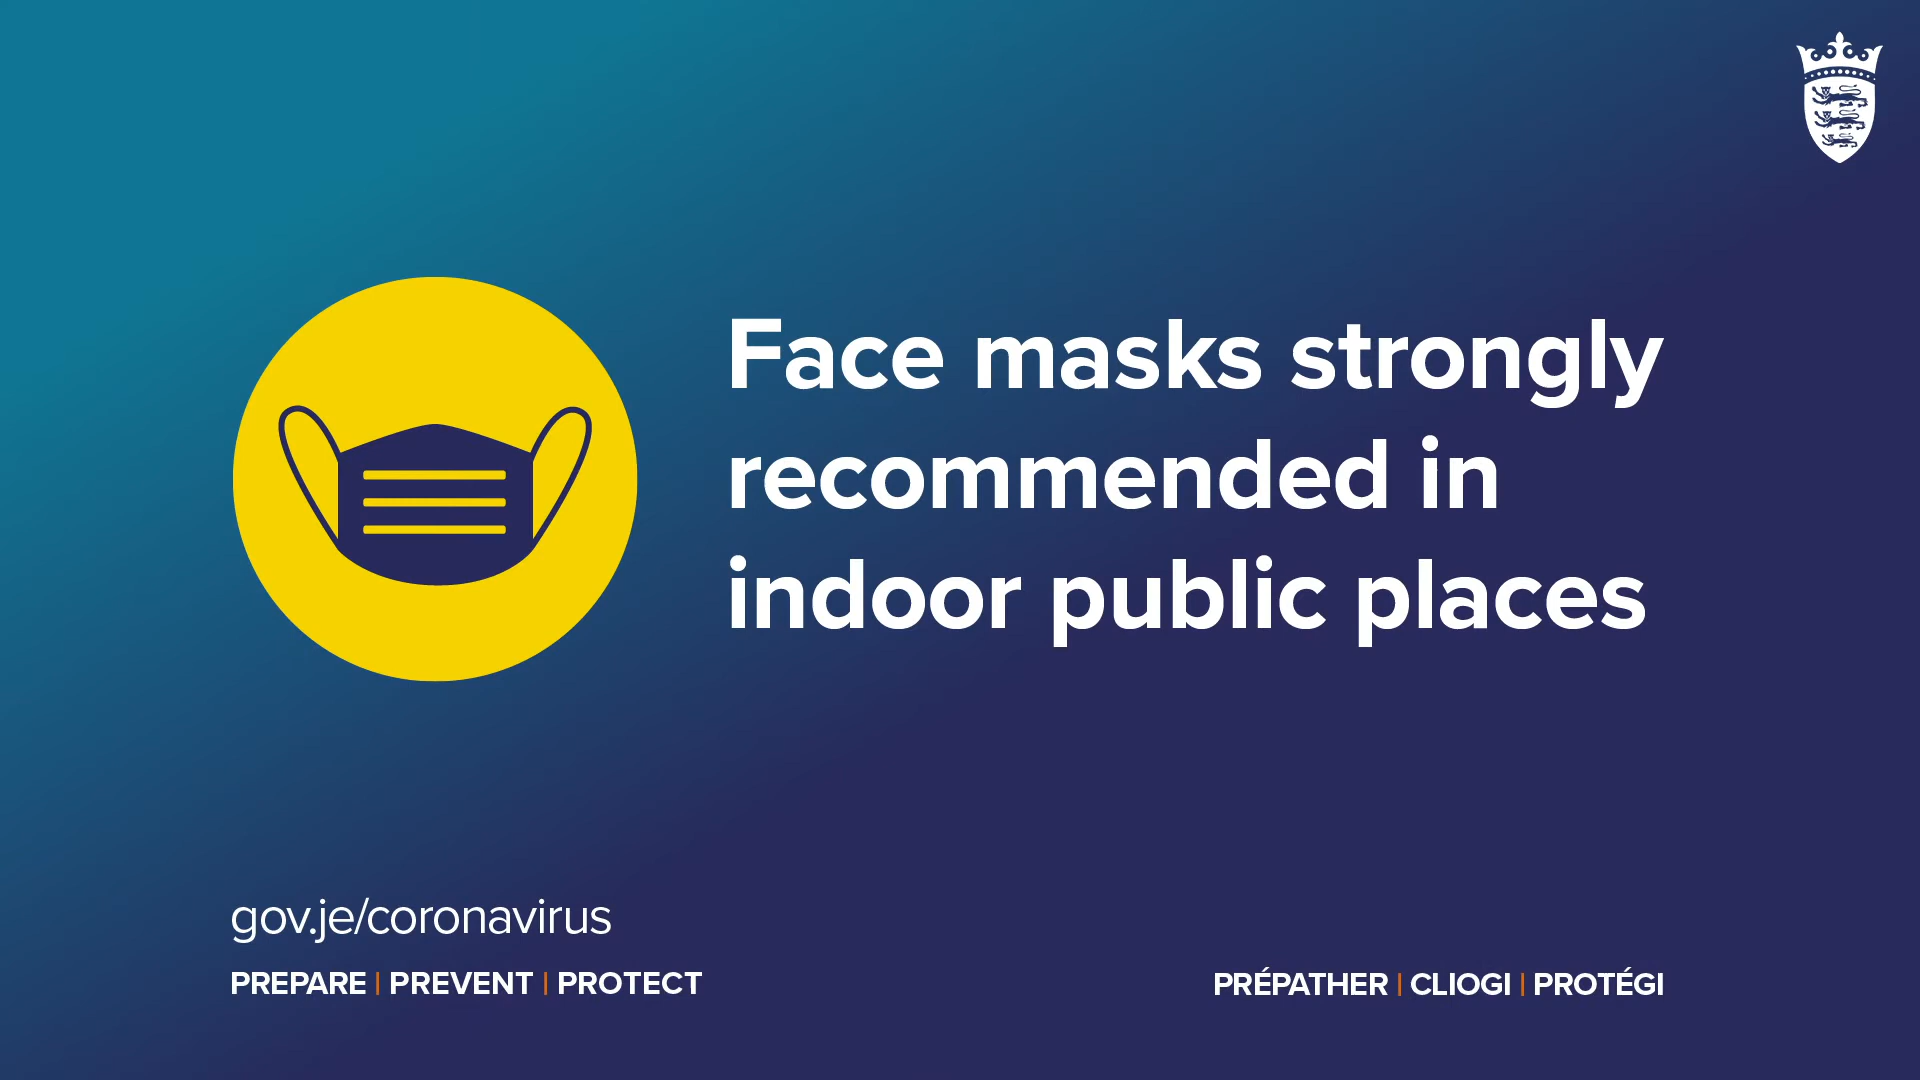 Face masks strongly
recommended in
indoor public places
gov.je/coronavirus
PREPARE | PREVENT | PROTECT
PRÉPATHER | CLIOGI | PROTÉGI